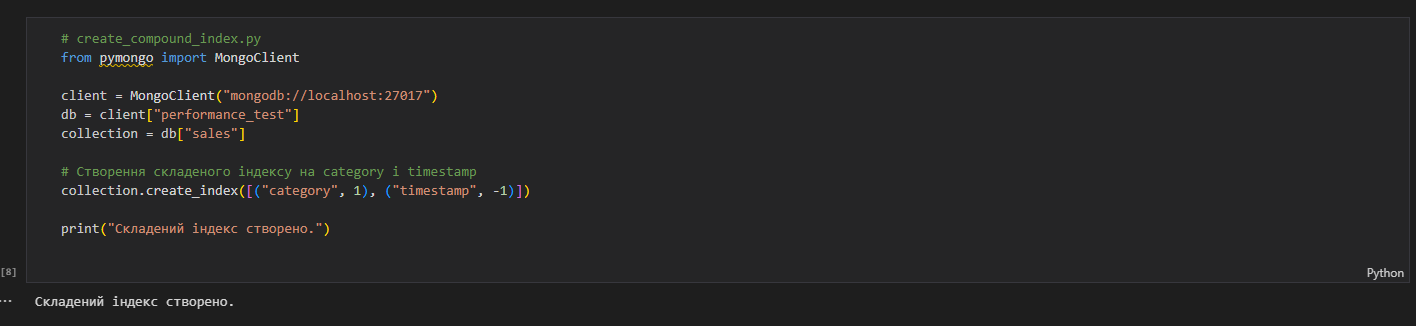 # create_compound_index.py
from pymongo import MongoClient
client = MongoClient("mongodb://localhost:27017")
db = client["performance_test"]
collection = db["sales"]
# Створення складеного індексу на category і timestamp
collection.create_index([("category", 1), ("timestamp", -1)])
print("Складений індекс створено.")
[8]
Python
... Складений індекс створено.